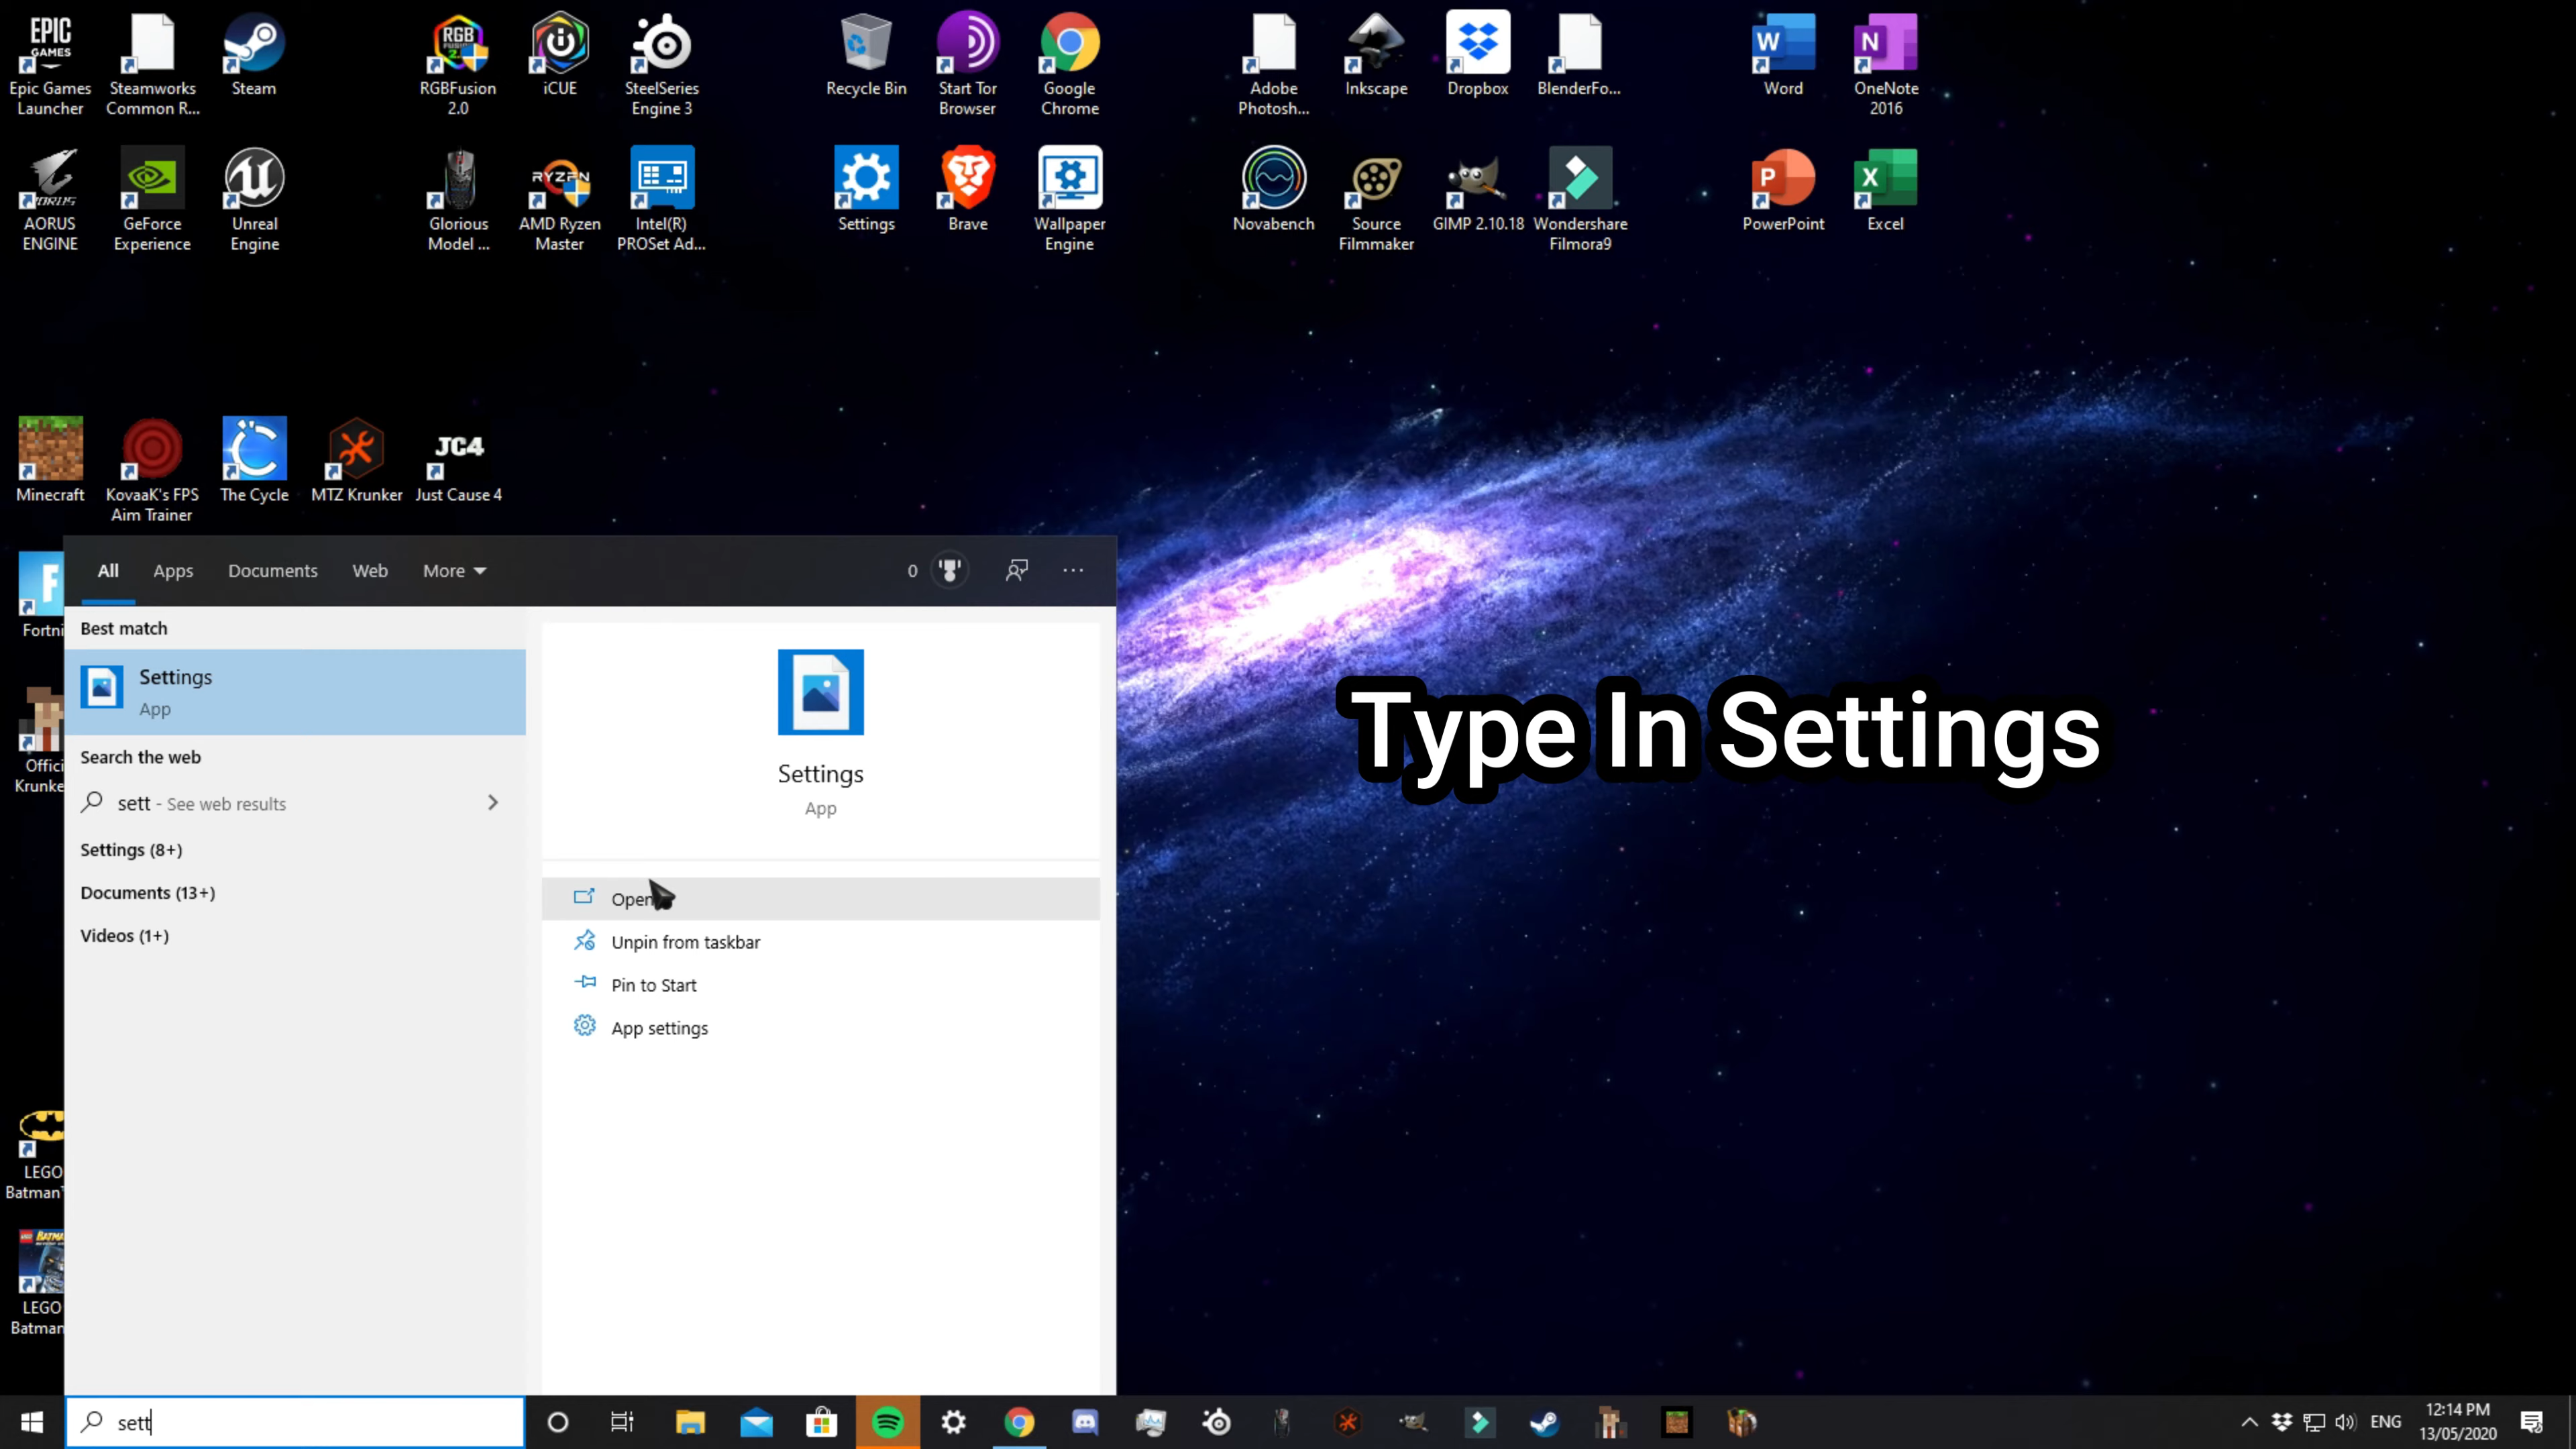 EPIC GAMES
RGB FUSION 2.0
Epic Games Launcher
Steamworks Common R...
Steam
RGBFusion 2.0
iCUE
SteelSeries Engine 3
Recycle Bin
Start Tor Browser
Google Chrome
Adobe Photosh...
Inkscape
Dropbox
BlenderFo...
Word
OneNote 2016
AORUS
RYZEN
AORUS ENGINE
GeForce Experience
Unreal Engine
Glorious Model ...
AMD Ryzen Master
Intel(R) PROSet Ad...
Settings
Brave
Wallpaper Engine
Novabench
Source Filmmaker
GIMP 2.10.18
Wondershare Filmora9
PowerPoint
Excel
JC4
Minecraft
KovaaK's FPS Aim Trainer
The Cycle
MTZ Krunker
Just Cause 4
Fortni
Offici
Krunke
LEGO
Batman
LEGO
Batman
All Apps Documents Web More
0
Best match
Settings
App
Search the web
sett - See web results
Settings (8+)
Documents (13+)
Videos (1+)
Settings
App
Open
Unpin from taskbar
Pin to Start
App settings
Type In Settings
sett
ENG
12:14 PM
13/05/2020